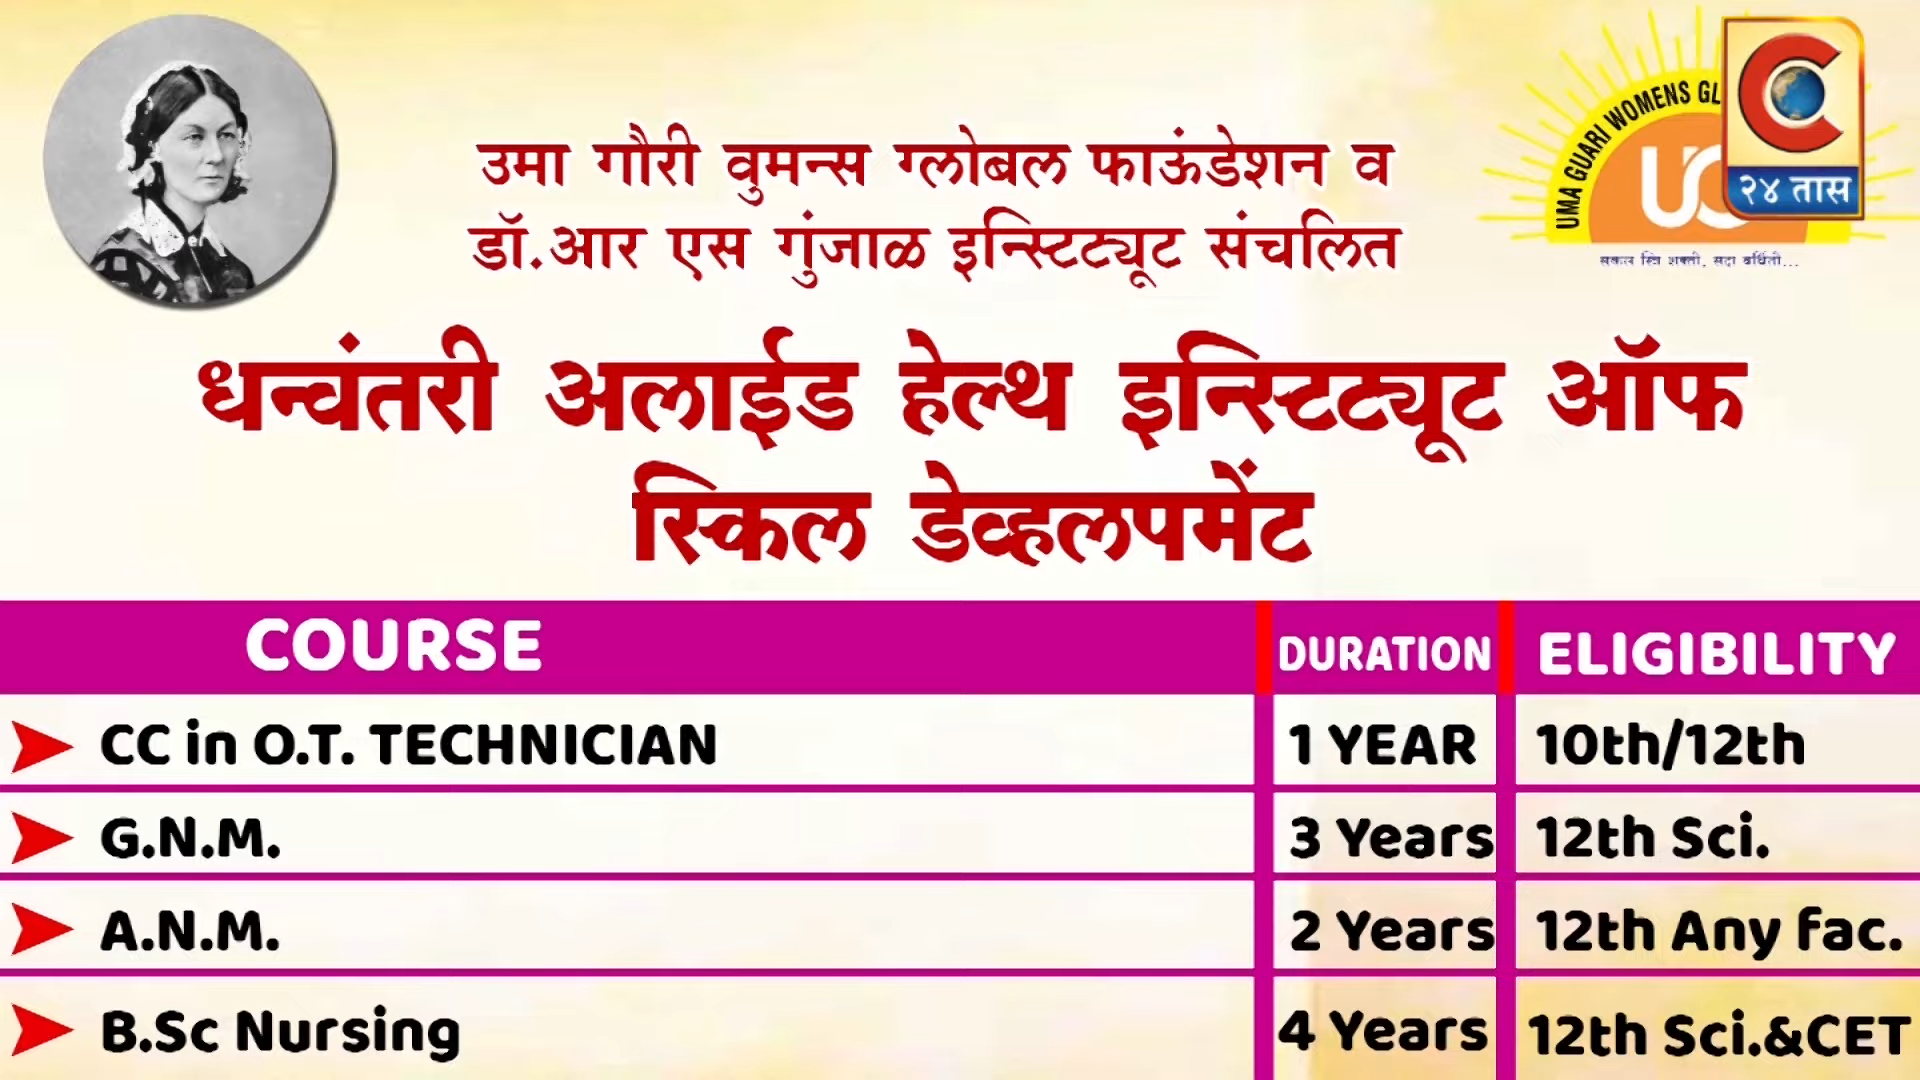 उमा गौरी वुमन्स ग्लोबल फाऊंडेशन व
डॉ.आर एस गुंजाळ इन्स्टिट्यूट संचलित
धन्वंतरी अलाईड हेल्थ इन्स्टिट्यूट ऑफ
स्किल डेव्हलपमेंट
UMA GUARI WOMENS
२४ तास
COURSE DURATION ELIGIBILITY
CC in O.T. TECHNICIAN 1 YEAR 10th/12th
G.N.M. 3 Years 12th Sci.
A.N.M. 2 Years 12th Any fac.
B.Sc Nursing 4 Years 12th Sci.&CET